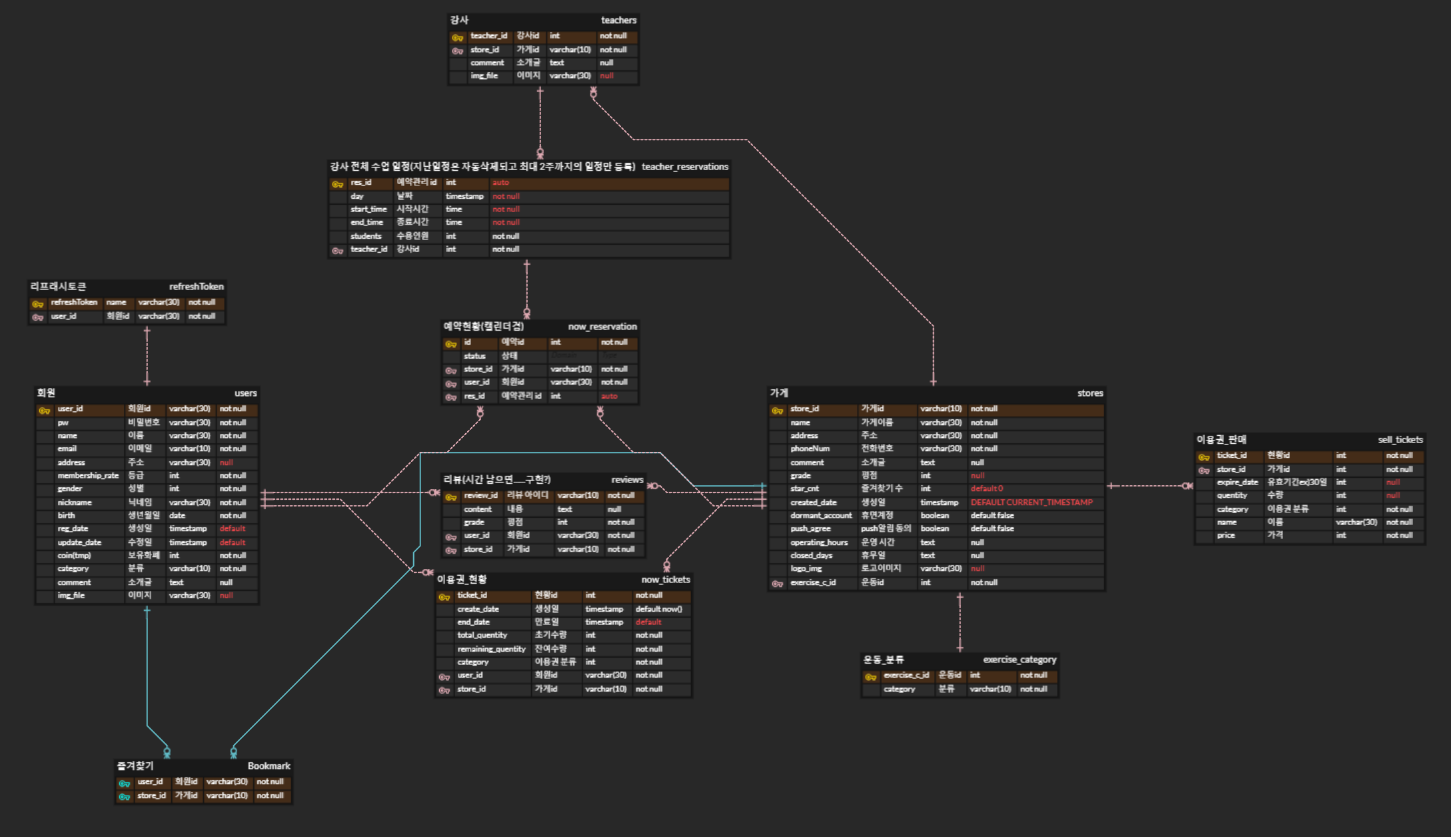 강사 teachers
teacher_id 강사id int not null
store_id 가게id varchar(10) not null
comment 소개글 text null
img_file 이미지 varchar(30) null
강사 전체 수업 일정(지난일정은 자동삭제되고 최대 2주까지의 일정만 등록) teacher_reservations
res_id 예약관리 id int auto
day 날짜 timestamp not null
start_time 시작시간 time not null
end_time 종료시간 time not null
students 수용인원 int not null
teacher_id 강사id int not null
리프래시토큰 refreshToken
refreshToken name varchar(30) not null
user_id 회원id varchar(30) not null
예약현황(캘린더겸) now_reservation
id 예약id int not null
status 상태
store_id 가게id varchar(10) not null
user_id 회원id varchar(30) not null
res_id 예약관리 id int auto
회원 users
user_id 회원id varchar(30) not null
pw 비밀번호 varchar(30) not null
name 이름 varchar(30) not null
email 이메일 varchar(10) not null
address 주소 varchar(30) null
membership_rate 등급 int not null
gender 성별 int not null
nickname 닉네임 varchar(30) not null
birth 생년월일 date not null
reg_date 생성일 timestamp default
update_date 수정일 timestamp default
coin(tmp) 보유화폐 int not null
category 분류 varchar(10) not null
comment 소개글 text null
img_file 이미지 varchar(30) null
가게 stores
store_id 가게id varchar(10) not null
name 가게이름 varchar(30) not null
address 주소 varchar(30) not null
phoneNum 전화번호 varchar(30) not null
comment 소개글 text null
grade 평점 int null
star_cnt 즐겨찾기 수 int default 0
created_date 생성일 timestamp DEFAULT CURRENT_TIMESTAMP
dormant_account 휴면계정 boolean default false
push_agree push알림 동의 boolean default false
operating_hours 운영 시간 text null
closed_days 휴무일 text null
logo_img 로고이미지 varchar(30) null
exercise_c_id 운동id int not null
이용권_판매 sell_tickets
ticket_id 현황id int not null
store_id 가게id int not null
expire_date 유효기간ex)30일 int null
quentity 수량 int null
category 이용권 분류 int not null
name 이름 varchar(30) not null
price 가격 int not null
리뷰(시간 남으면....구현?) reviews
review_id 리뷰 아이디 varchar(10) not null
content 내용 text null
grade 평점 int not null
user_id 회원id varchar(30) not null
store_id 가게id varchar(10) not null
이용권_현황 now_tickets
ticket_id 현황id int not null
create_date 생성일 timestamp default now()
end_date 만료일 timestamp default
total_quantity 초기수량 int not null
remaining_quantity 잔여수량 int not null
category 이용권 분류 int not null
user_id 회원id varchar(30) not null
store_id 가게id varchar(10) not null
운동_분류 exercise_category
exercise_c_id 운동id int not null
category 분류 varchar(10) not null
즐겨찾기 Bookmark
user_id 회원id varchar(30) not null
store_id 가게id varchar(10) not null